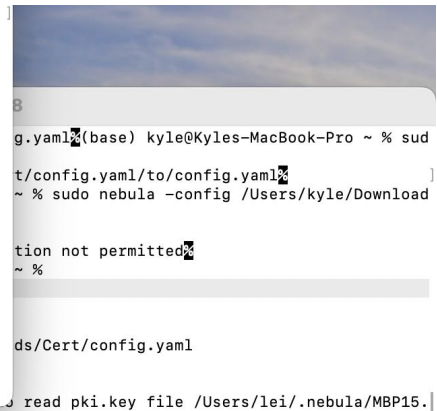 8
g.yaml%(base) kyle@Kyles-MacBook-Pro ~ % sud
t/config.yaml/to/config.yaml%
~ % sudo nebula -config /Users/kyle/Download
tion not permitted%
~ %
ds/Cert/config.yaml
read pki.key file /Users/lei/.nebula/MBP15.